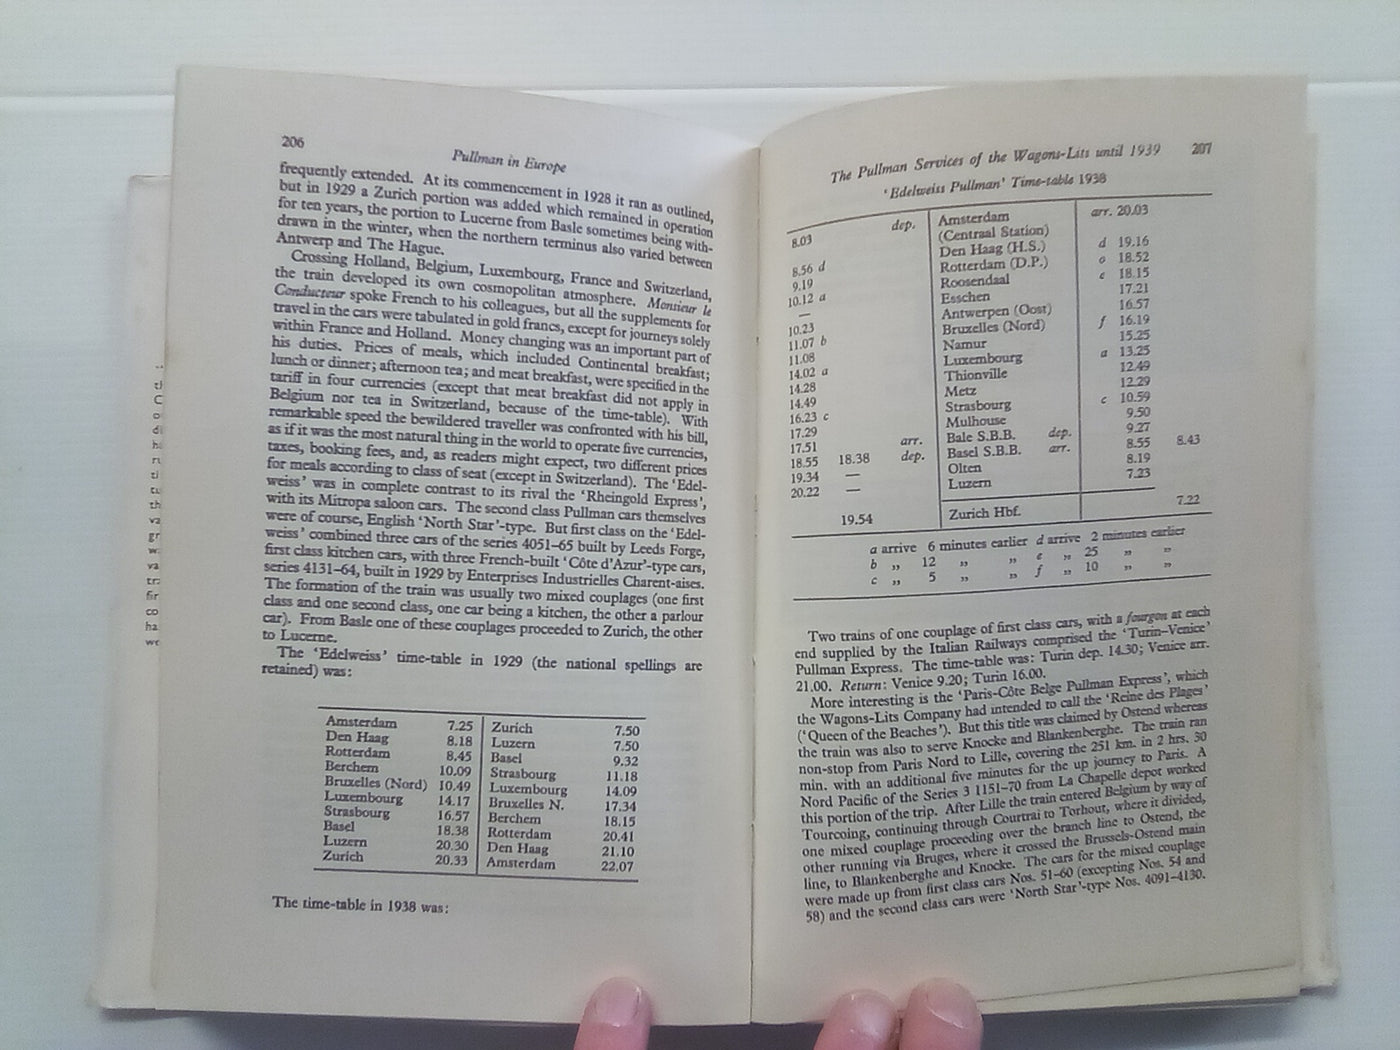 206
Pullman in Europe
frequently extended. At its commencement in 1928 it ran as outlined,
but in 1929 a Zurich portion was added which remained in operation
for ten years, the portion to Lucerne from Basle sometimes being with-
drawn in the winter, when the northern terminus also varied between
Antwerp and The Hague.
Crossing Holland, Belgium, Luxembourg, France and Switzerland,
the train developed its own cosmopolitan atmosphere. Monsieur le
Conducteur spoke French to his colleagues, but all the supplements for
travel in the cars were tabulated in gold francs, except for journeys solely
within France and Holland. Money changing was an important part of
his duties. Prices of meals, which included Continental breakfast;
lunch or dinner; afternoon tea; and meat breakfast, were specified in the
tariff in four currencies (except that meat breakfast did not apply in
Belgium nor tea in Switzerland, because of the time-table). With
remarkable speed the bewildered traveller was confronted with his bill,
as if it was the most natural thing in the world to operate five currencies,
taxes, booking fees, and, as readers might expect, two different prices
for meals according to class of seat (except in Switzerland). The 'Edel-
weiss' was in complete contrast to its rival the 'Rheingold Express',
with its Mitropa saloon cars. The second class Pullman cars themselves
were of course, English 'North Star'-type. But first class on the 'Edel-
weiss' combined three cars of the series 4051–65 built by Leeds Forge,
first class kitchen cars, with three French-built 'Côte d'Azur'-type cars,
series 4131–64, built in 1929 by Enterprises Industrielles Charent-aises.
The formation of the train was usually two mixed couplages (one first
class and one second class, one car being a kitchen, the other a parlour
car). From Basle one of these couplages proceeded to Zurich, the other
to Lucerne.
The 'Edelweiss' time-table in 1929 (the national spellings are
retained) was:
Amsterdam 7.25 Zurich 7.50
Den Haag 8.18 Luzern 7.50
Rotterdam 8.45 Basel 9.32
Berchem 10.09 Strasbourg 11.18
Bruxelles (Nord) 10.49 Luxembourg 14.09
Luxembourg 14.17 Bruxelles N. 17.34
Strasbourg 16.57 Berchem 18.15
Basel 18.38 Rotterdam 20.41
Luzern 20.30 Den Haag 21.10
Zurich 20.33 Amsterdam 22.07
The time-table in 1938 was:
The Pullman Services of the Wagons-Lits until 1939 207
'Edelweiss Pullman' Time-table 1938
8.03 dep. Amsterdam arr. 20.03
(Centraal Station)
8.56 d Den Haag (H.S.) d 19.16
9.19 Rotterdam (D.P.) o 18.52
10.12 a Roosendaal e 18.15
— Esschen 17.21
10.23 Antwerpen (Oost) 16.57
11.07 b Bruxelles (Nord) f 16.19
11.08 Namur 15.25
14.02 a Luxembourg a 13.25
14.28 Thionville 12.49
14.49 Metz 12.29
16.23 c Strasbourg c 10.59
17.29 Mulhouse 9.50
17.51 arr. Bale S.B.B. dep. 9.27
18.55 18.38 dep. Basel S.B.B. arr. 8.55 8.43
19.34 — Olten 8.19
20.22 — Luzern 7.23
19.54 Zurich Hbf. 7.22
a arrive 6 minutes earlier d arrive 2 minutes earlier
b ,, 12 ,, ,, e ,, 25 ,, ,,
c ,, 5 ,, ,, f ,, 10 ,, ,,
Two trains of one couplage of first class cars, with a fourgon at each
end supplied by the Italian Railways comprised the 'Turin–Venice'
Pullman Express. The time-table was: Turin dep. 14.30; Venice arr.
21.00. Return: Venice 9.20; Turin 16.00.
More interesting is the 'Paris-Côte Belge Pullman Express', which
the Wagons-Lits Company had intended to call the 'Reine des Plages'
('Queen of the Beaches'). But this title was claimed by Ostend whereas
the train was also to serve Knocke and Blankenberghe. The train ran
non-stop from Paris Nord to Lille, covering the 251 km. in 2 hrs. 30
min. with an additional five minutes for the up journey to Paris. A
Nord Pacific of the Series 3 1151–70 from La Chapelle depot worked
this portion of the trip. After Lille the train entered Belgium by way of
Tourcoing, continuing through Courtrai to Torhout, where it divided,
one mixed couplage proceeding over the branch line to Ostend, the
other running via Bruges, where it crossed the Brussels-Ostend main
line, to Blankenberghe and Knocke. The cars for the mixed couplage
were made up from first class cars Nos. 51–60 (excepting Nos. 54 and
58) and the second class cars were 'North Star'-type Nos. 4091–4130.